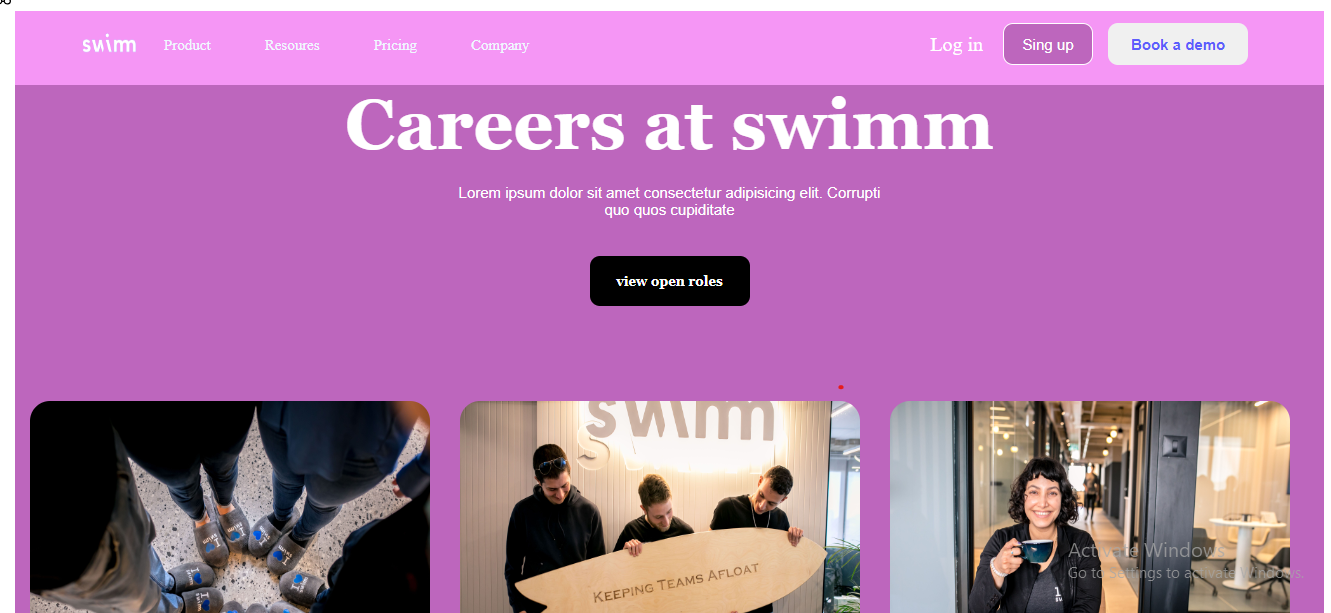 swimm Product Resoures Pricing Company Log in Sing up Book a demo
Careers at swimm
Lorem ipsum dolor sit amet consectetur adipisicing elit. Corrupti
quo quos cupiditate
view open roles
swimm
KEEPING TEAMS AFLOAT
Activate Windows
Go to Settings to activate Windows.